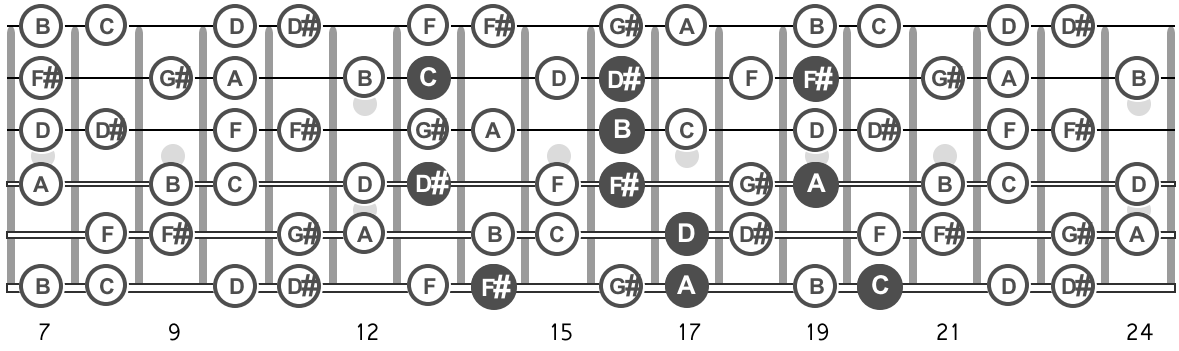 B C D D# F F# G# A B C D D#
F# G# A B C D D# F F# G# A B
D D# F F# G# A B C D D# F F#
A B C D D# F F# G# A B C D
F F# G# A B C D D# F F# G# A
B C D D# F F# G# A B C D D#
7 9 12 15 17 19 21 24